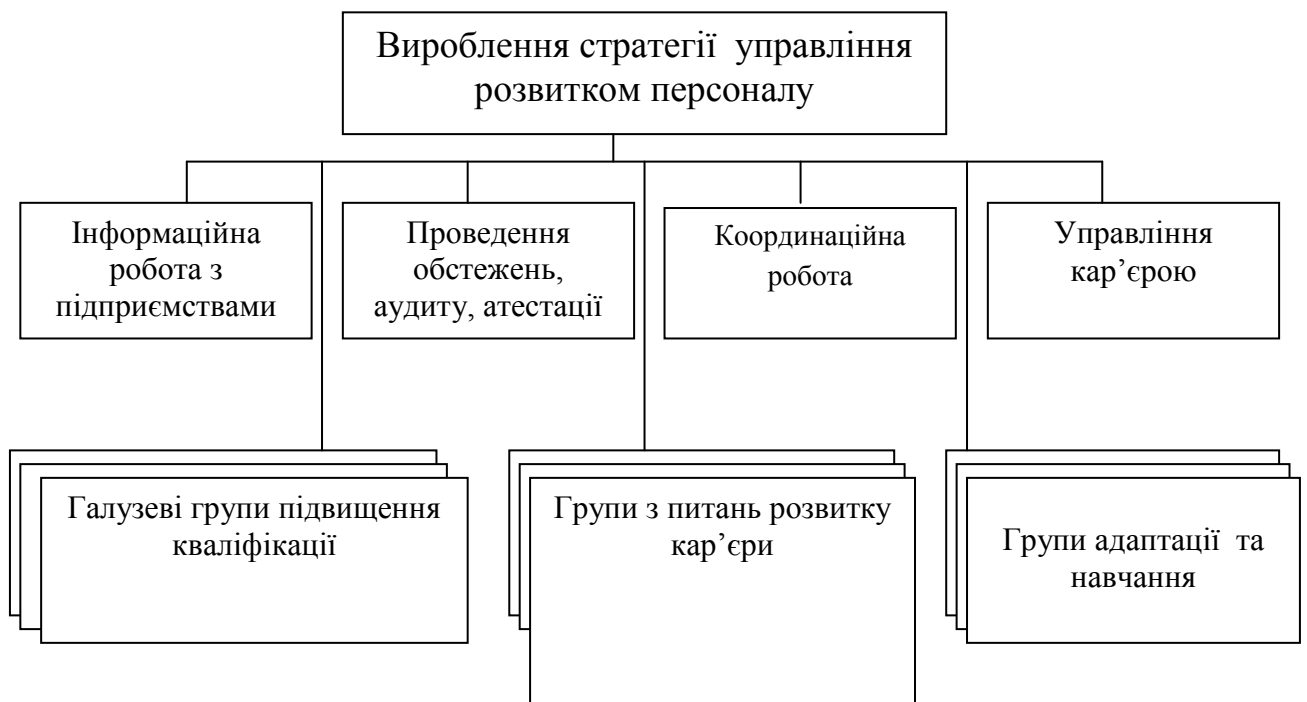 Вироблення стратегії управління
розвитком персоналу
Інформаційна
робота з
підприємствами
Проведення
обстежень,
аудиту, атестації
Координаційна
робота
Управління
кар’єрою
Галузеві групи підвищення
кваліфікації
Групи з питань розвитку
кар’єри
Групи адаптації та
навчання